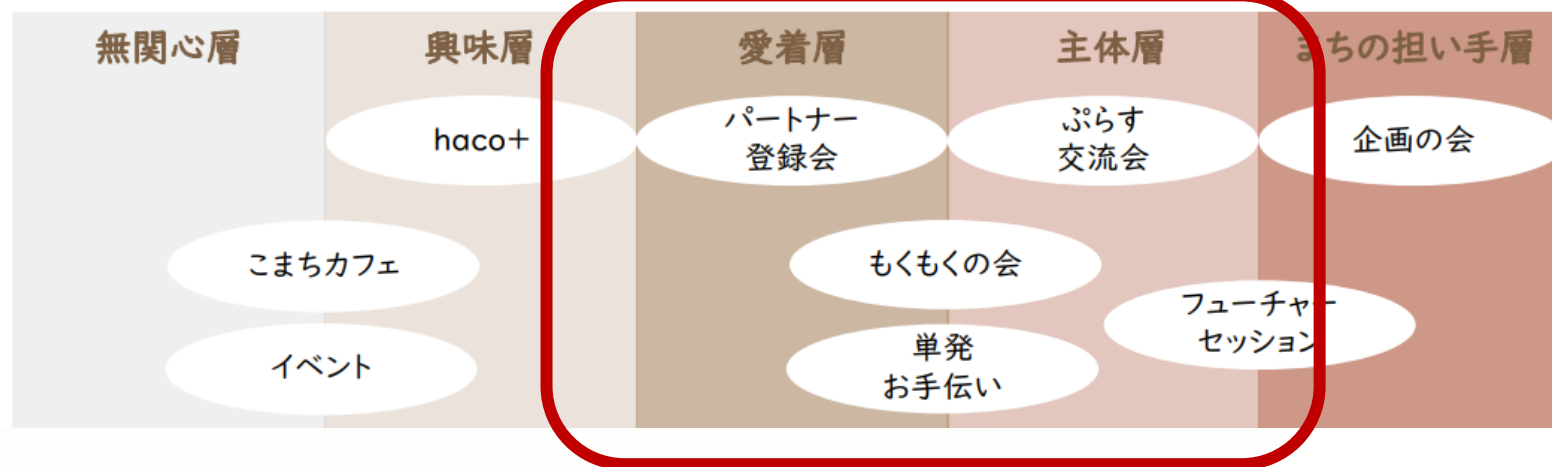 無関心層
興味層
愛着層
主体層
まちの担い手層
haco+
パートナー
登録会
ぷらす
交流会
企画の会
こまちカフェ
もくもくの会
フューチャー
セッション
イベント
単発
お手伝い